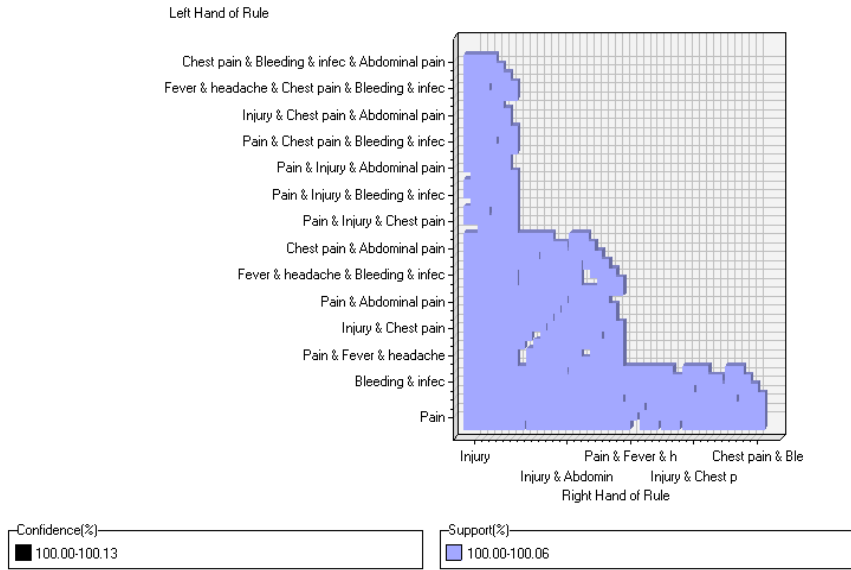 Left Hand of Rule
Chest pain & Bleeding & infec & Abdominal pain
Fever & headache & Chest pain & Bleeding & infec
Injury & Chest pain & Abdominal pain
Pain & Chest pain & Bleeding & infec
Pain & Injury & Abdominal pain
Pain & Injury & Bleeding & infec
Pain & Injury & Chest pain
Chest pain & Abdominal pain
Fever & headache & Bleeding & infec
Pain & Abdominal pain
Injury & Chest pain
Pain & Fever & headache
Bleeding & infec
Pain
Injury Pain & Fever & h Chest pain & Ble
Injury & Abdomin Injury & Chest p
Right Hand of Rule
Confidence(%) Support(%)
100.00-100.13 100.00-100.06